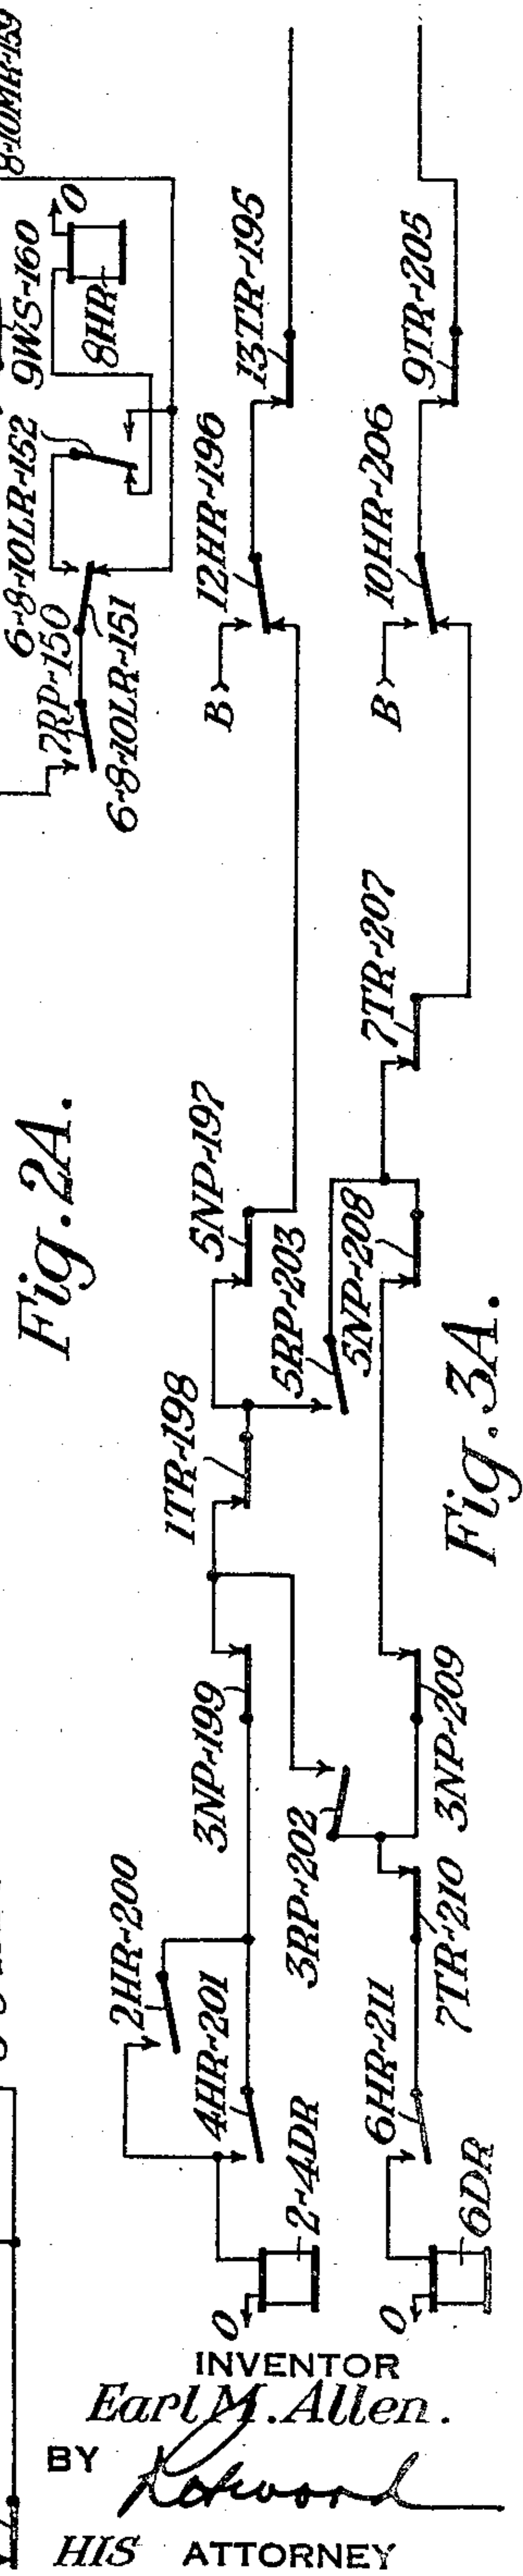 8-10MR-159
9WS-160
O
8HR
6-8-10LR-152
7RP-150
6-8-10LR-151
Fig. 2A.
13TR-195
12HR-196
B
5NP-197
1TR-198
3NP-199
2HR-200
4HR-201
2-4DR
O
9TR-205
10HR-206
B
7TR-207
5RP-203
5NP-208
3RP-202
3NP-209
7TR-210
6HR-211
6DR
O
Fig. 3A.
INVENTOR
Earl M. Allen.
BY
HIS ATTORNEY